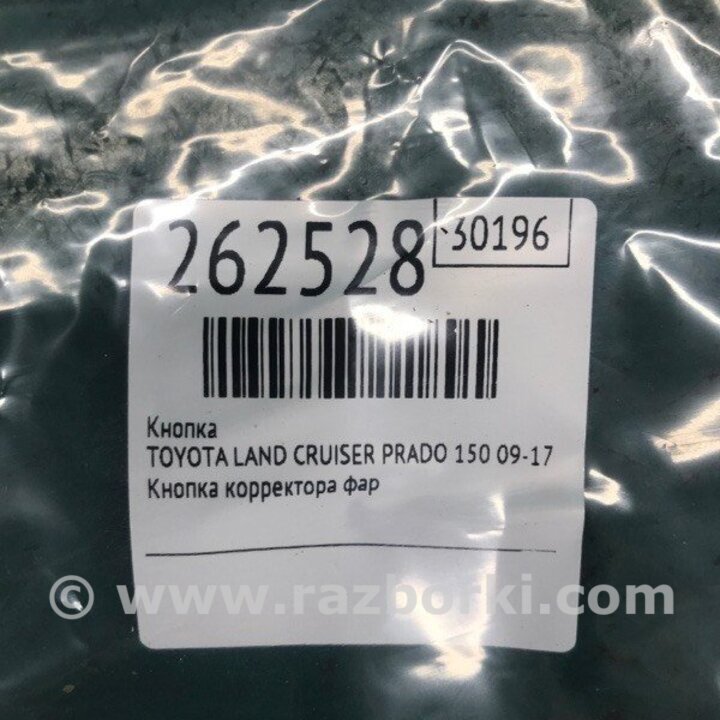 262528
30196
Кнопка
TOYOTA LAND CRUISER PRADO 150 09-17
Кнопка корректора фар
© www.razborki.com